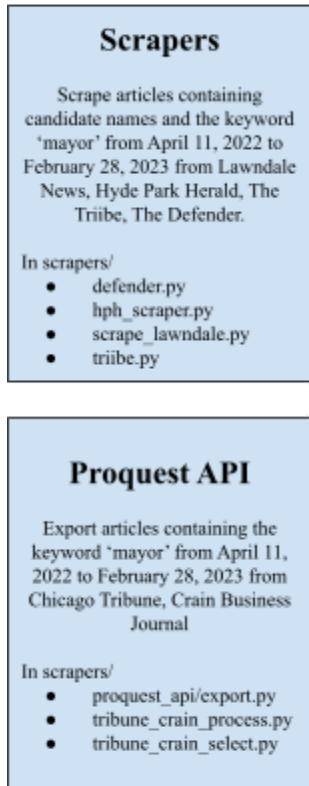 Scrapers
Scrape articles containing
candidate names and the keyword
‘mayor’ from April 11, 2022 to
February 28, 2023 from Lawndale
News, Hyde Park Herald, The
Triibe, The Defender.
In scrapers/
● defender.py
● hph_scraper.py
● scrape_lawndale.py
● triibe.py
Proquest API
Export articles containing the
keyword ‘mayor’ from April 11,
2022 to February 28, 2023 from
Chicago Tribune, Crain Business
Journal
In scrapers/
● proquest_api/export.py
● tribune_crain_process.py
● tribune_crain_select.py